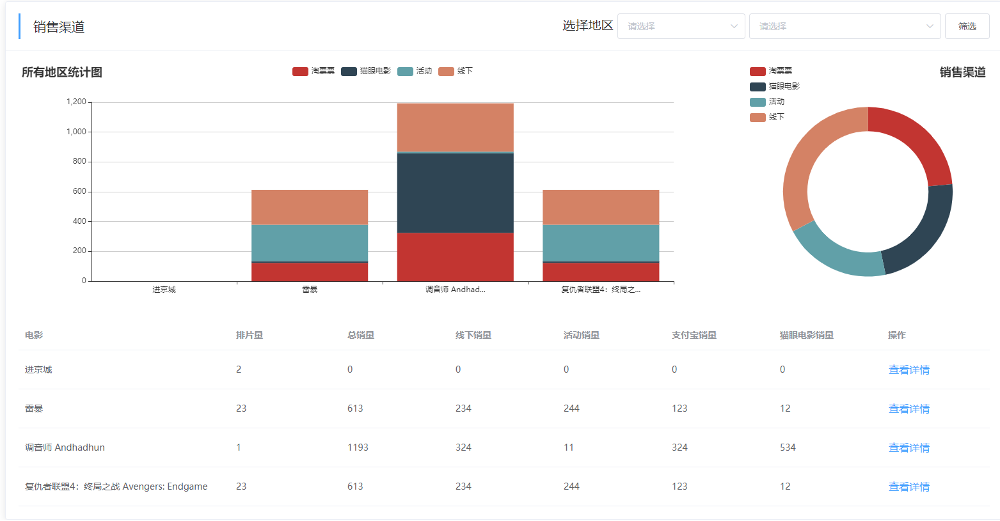 销售渠道
选择地区 请选择 请选择 筛选
所有地区统计图
淘票票 猫眼电影 活动 线下
1,200
1,000
800
600
400
200
0
进京城 雷暴 调音师 Andhad... 复仇者联盟4：终局之...
销售渠道
淘票票
猫眼电影
活动
线下
电影 排片量 总销量 线下销量 活动销量 支付宝销量 猫眼电影销量 操作
进京城 2 0 0 0 0 0 查看详情
雷暴 23 613 234 244 123 12 查看详情
调音师 Andhadhun 1 1193 324 11 324 534 查看详情
复仇者联盟4：终局之战 Avengers: Endgame 23 613 234 244 123 12 查看详情